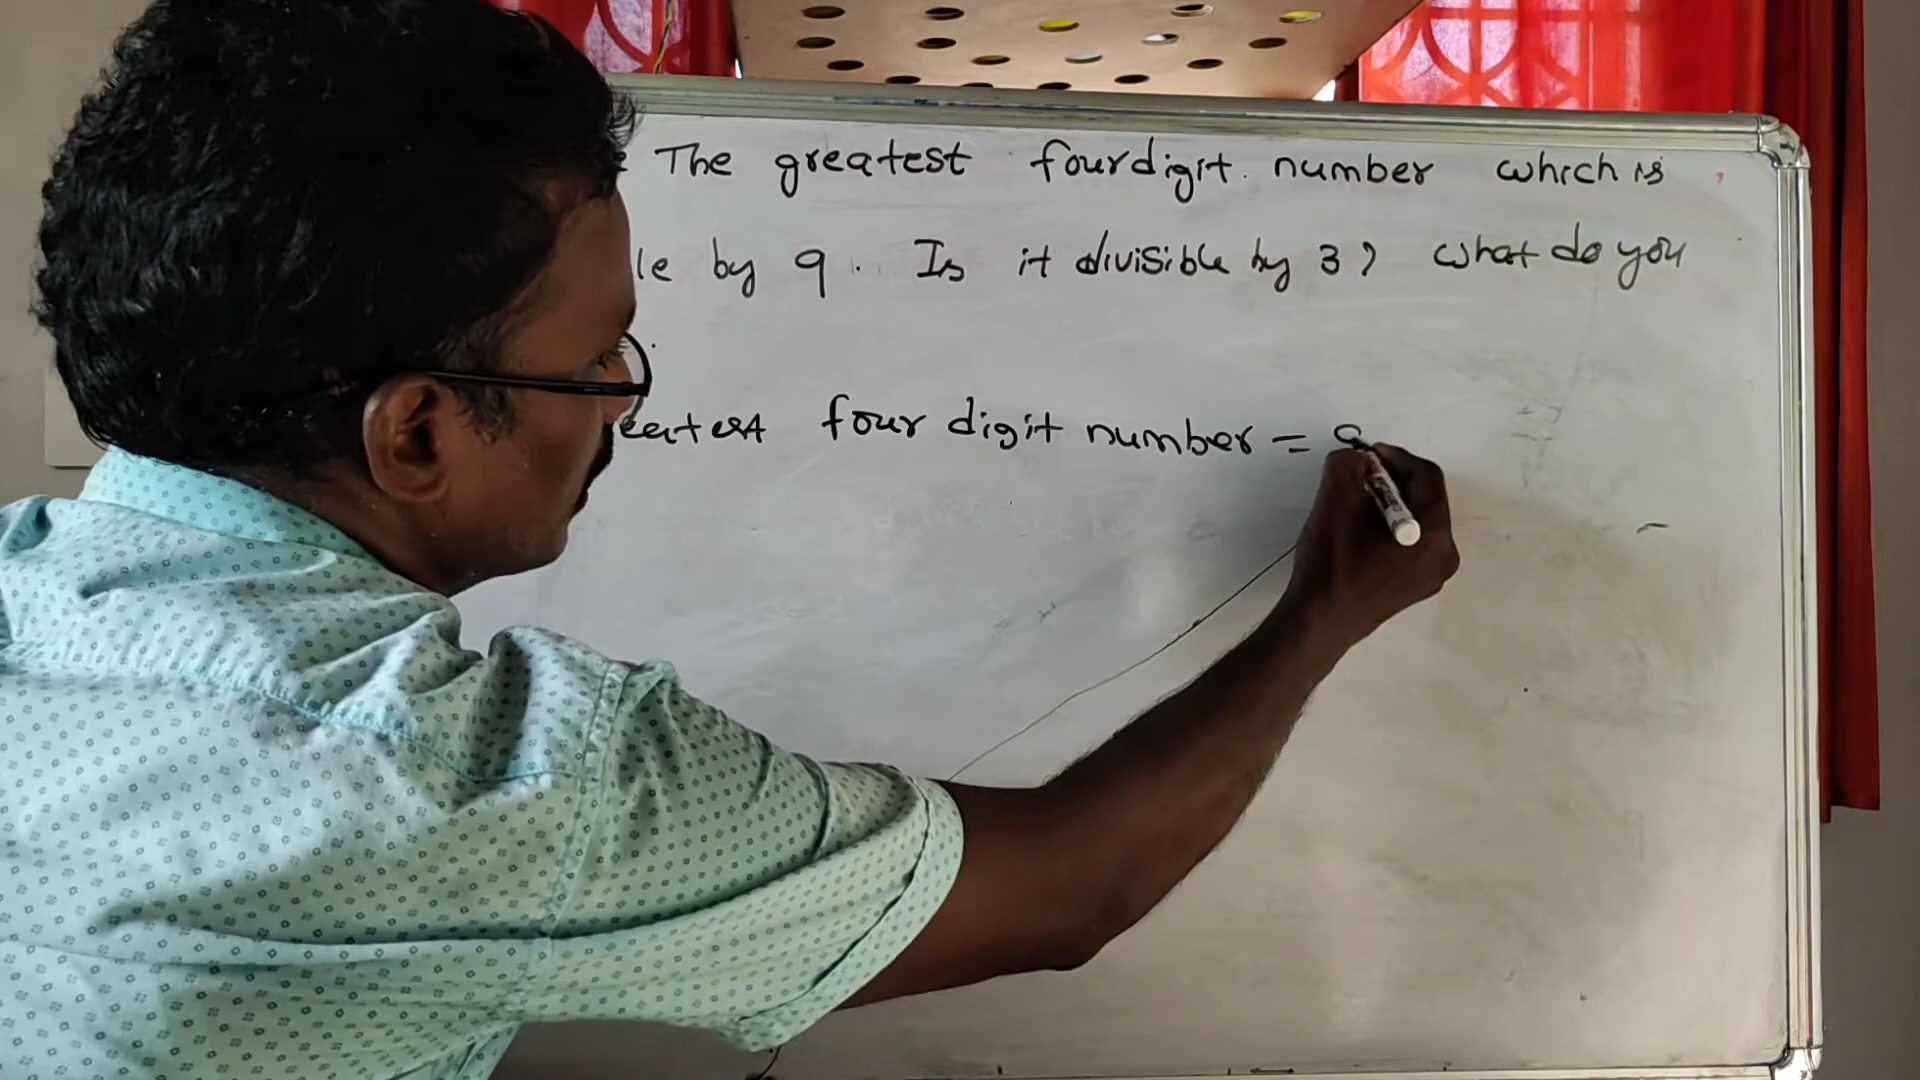 The greatest fourdigit number which is
le by 9. Is it divisible by 3? What do you
eatest four digit number = 9